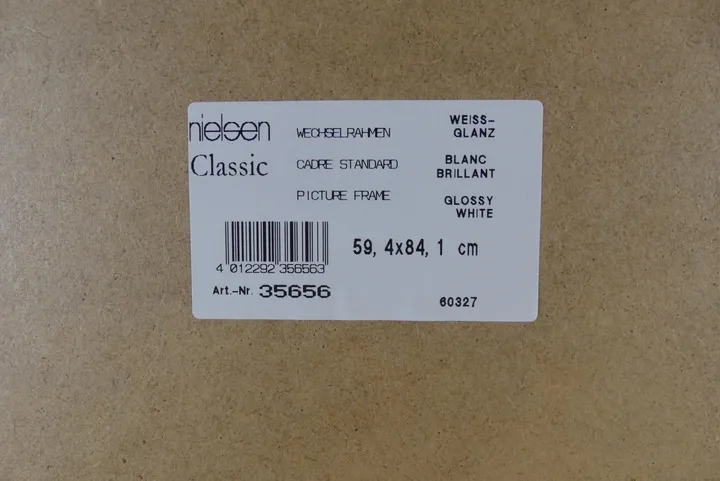 nielsen
Classic
WECHSELRAHMEN
CADRE STANDARD
PICTURE FRAME
WEISS-
GLANZ
BLANC
BRILLANT
GLOSSY
WHITE
4 012292 356563
59, 4x84, 1 cm
Art.-Nr. 35656
60327